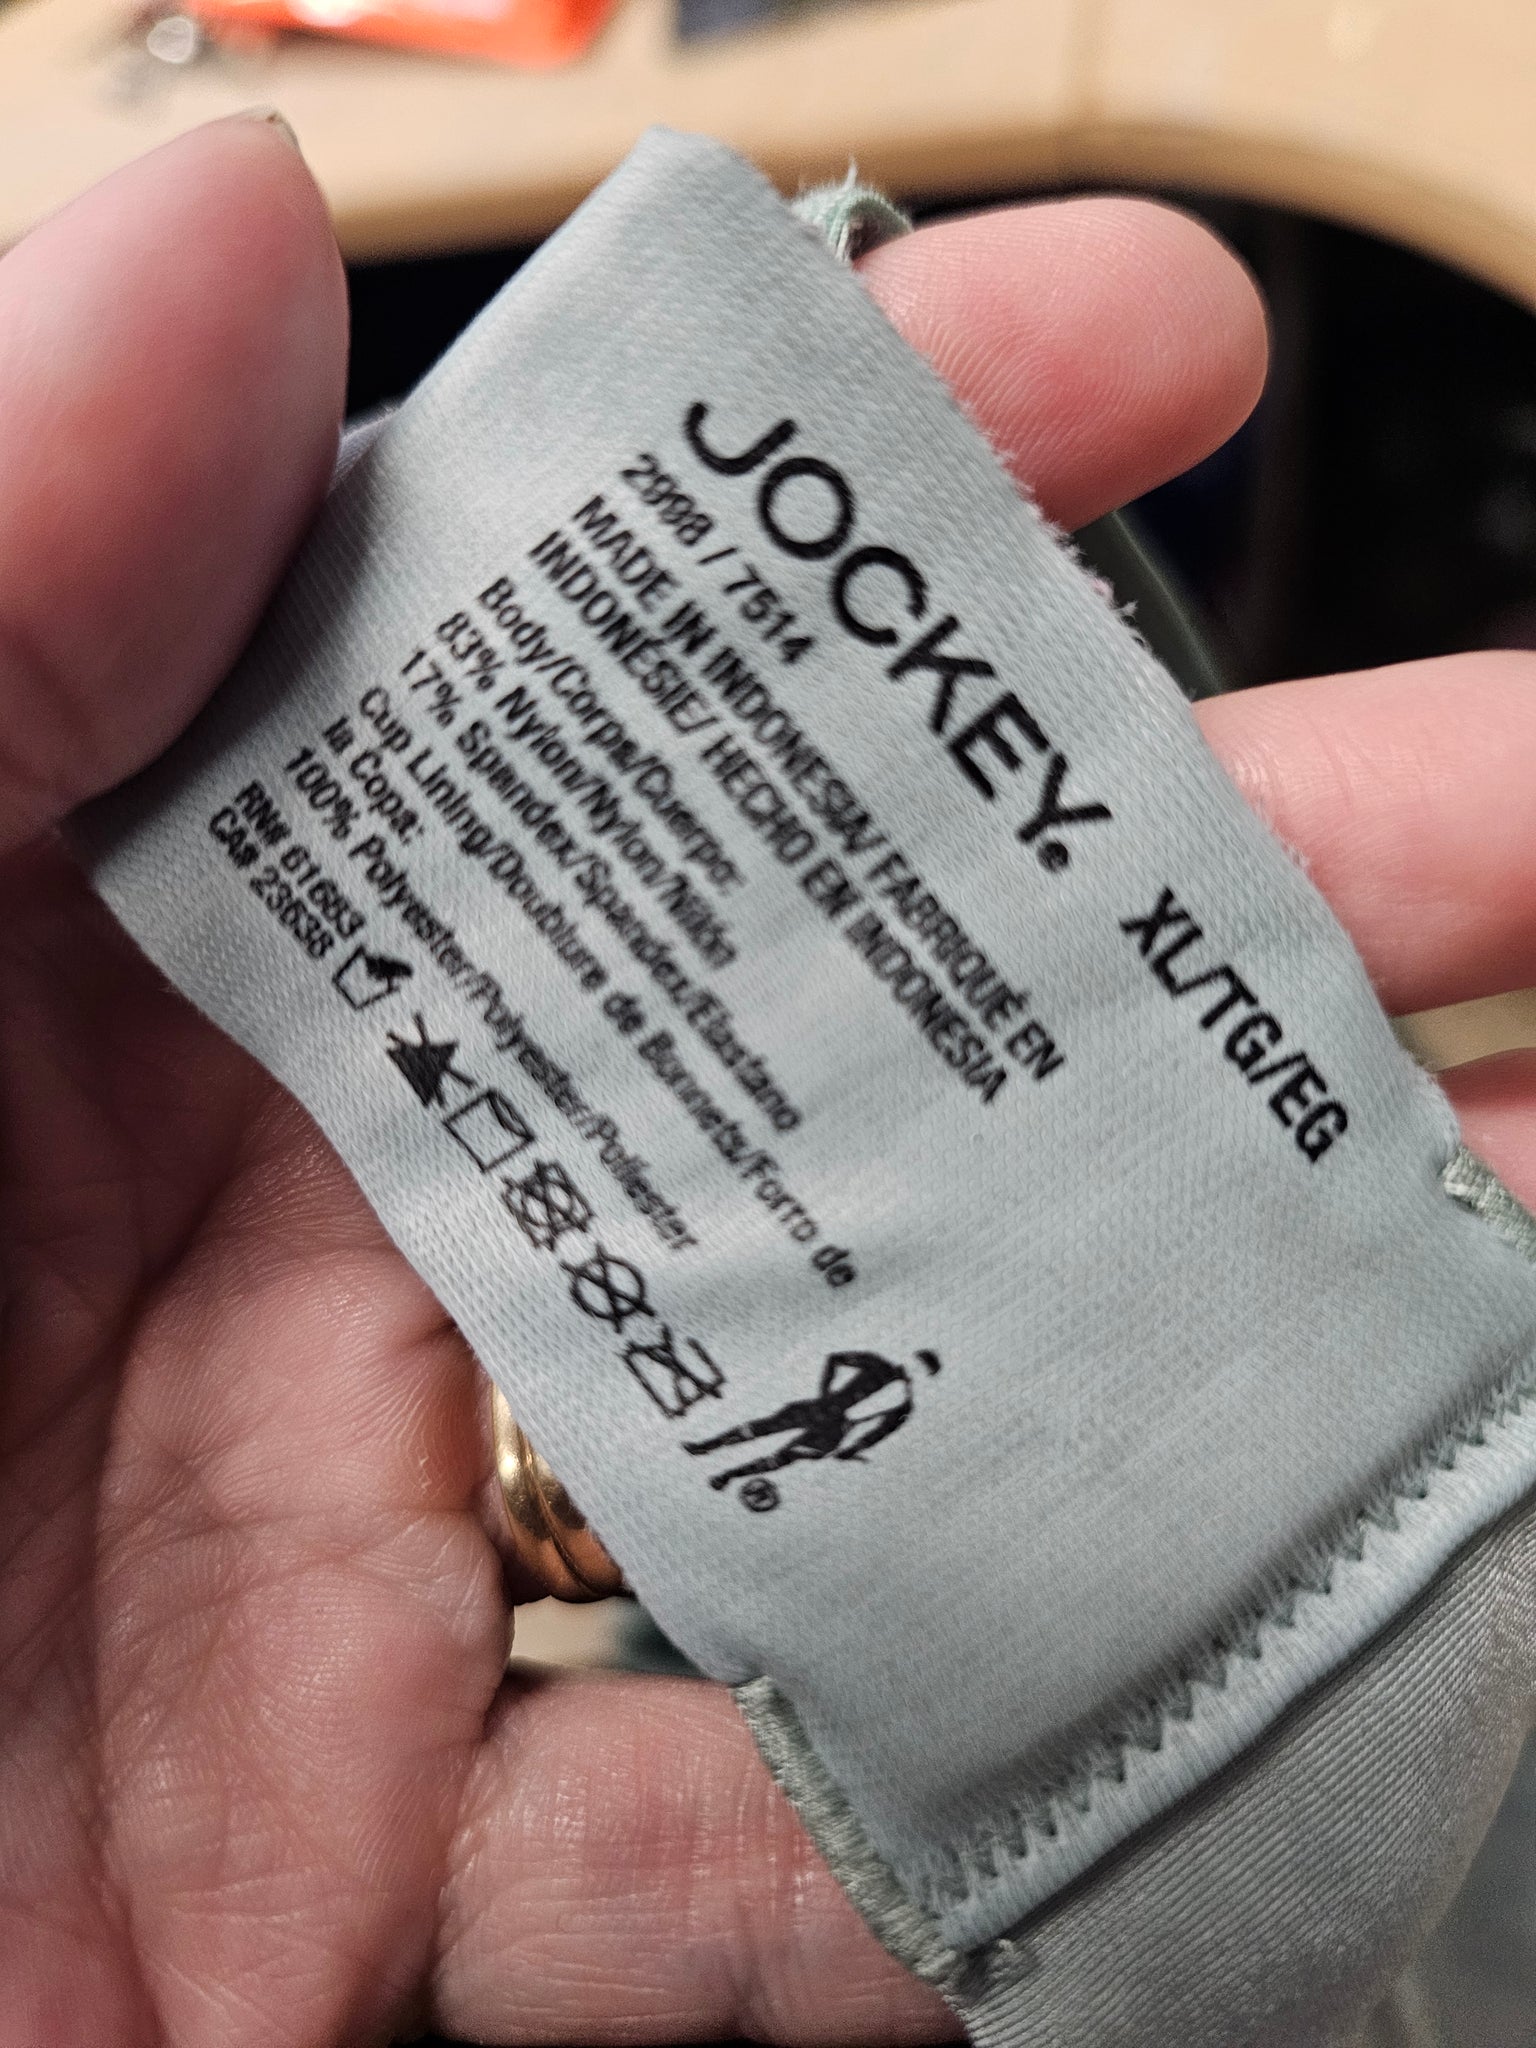 JOCKEY®
XL/TG/EG
2998 / 7514
MADE IN INDONESIA/ FABRIQUÉ EN
INDONÉSIE/ HECHO EN INDONESIA
Body/Corps/Cuerpo:
83% Nylon/Nylon/Nilón
17% Spandex/Spandex/Elastano
Cup Lining/Doublure de Bonnets/Forro de
la Copa:
100% Polyester/Polyester/Poliéster
RN# 61683
CA# 23638
®